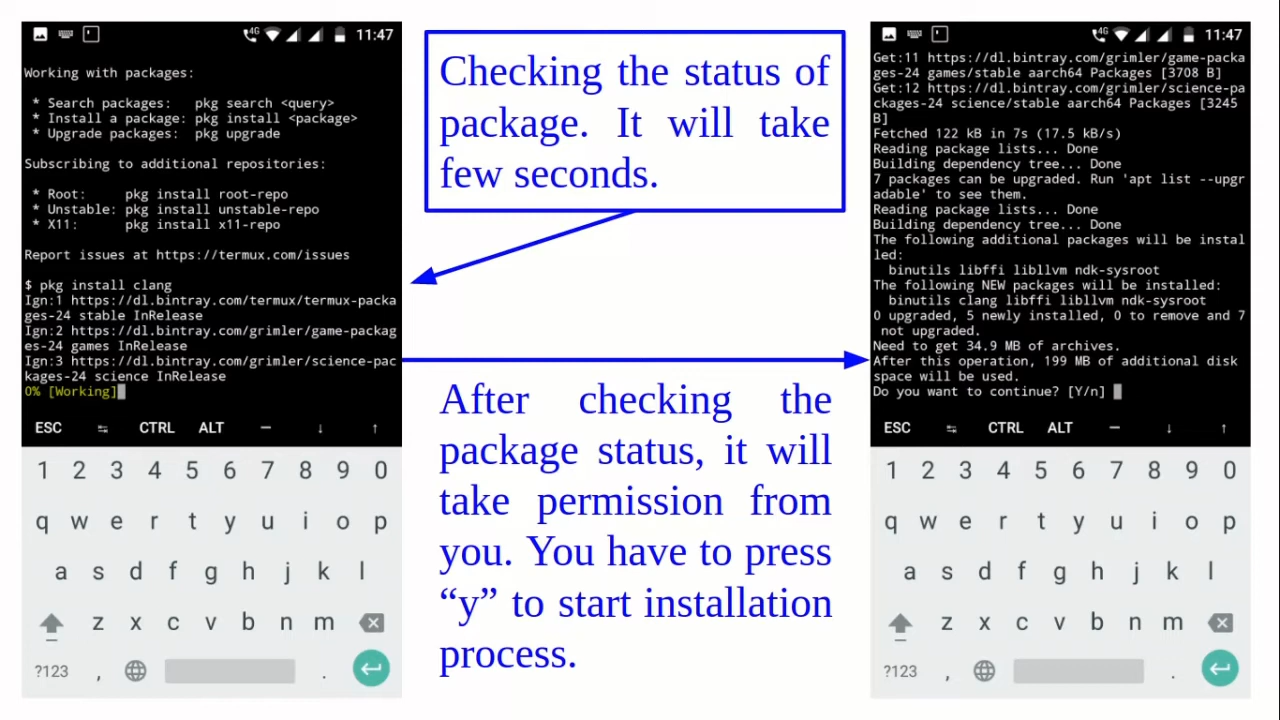 11:47
Working with packages:
* Search packages: pkg search <query>
* Install a package: pkg install <package>
* Upgrade packages: pkg upgrade
Subscribing to additional repositories:
* Root: pkg install root-repo
* Unstable: pkg install unstable-repo
* X11: pkg install x11-repo
Report issues at https://termux.com/issues
$ pkg install clang
Ign:1 https://dl.bintray.com/termux/termux-packa
ges-24 stable InRelease
Ign:2 https://dl.bintray.com/grimler/game-packag
es-24 games InRelease
Ign:3 https://dl.bintray.com/grimler/science-pac
kages-24 science InRelease
0% [Working]
ESC CTRL ALT — ↓ ↑
1 2 3 4 5 6 7 8 9 0
q w e r t y u i o p
a s d f g h j k l
z x c v b n m
?123 , .
Checking the status of
package. It will take
few seconds.
After checking the
package status, it will
take permission from
you. You have to press
“y” to start installation
process.
4G 11:47
Get:11 https://dl.bintray.com/grimler/game-packa
ges-24 games/stable aarch64 Packages [3708 B]
Get:12 https://dl.bintray.com/grimler/science-pa
ckages-24 science/stable aarch64 Packages [3245
B]
Fetched 122 kB in 7s (17.5 kB/s)
Reading package lists... Done
Building dependency tree... Done
7 packages can be upgraded. Run 'apt list --upgr
adable' to see them.
Reading package lists... Done
Building dependency tree... Done
The following additional packages will be instal
led:
binutils libffi libllvm ndk-sysroot
The following NEW packages will be installed:
binutils clang libffi libllvm ndk-sysroot
0 upgraded, 5 newly installed, 0 to remove and 7
not upgraded.
Need to get 34.9 MB of archives.
After this operation, 199 MB of additional disk
space will be used.
Do you want to continue? [Y/n]
ESC CTRL ALT — ↓ ↑
1 2 3 4 5 6 7 8 9 0
q w e r t y u i o p
a s d f g h j k l
z x c v b n m
?123 , .